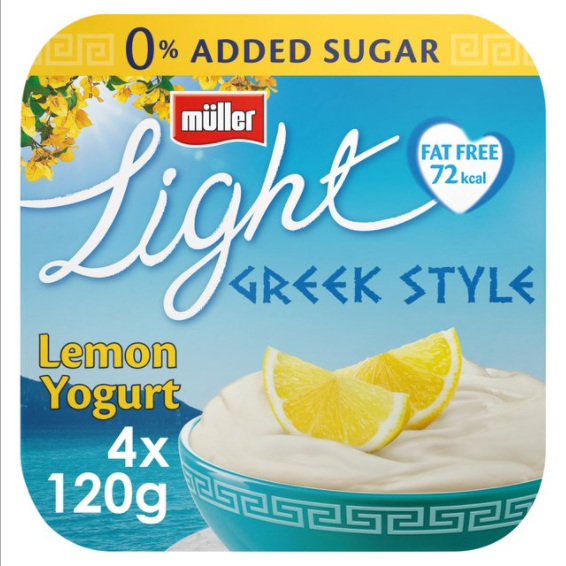 0% ADDED SUGAR
müller
Light
FAT FREE
72 kcal
GREEK STYLE
Lemon
Yogurt
4x
120g